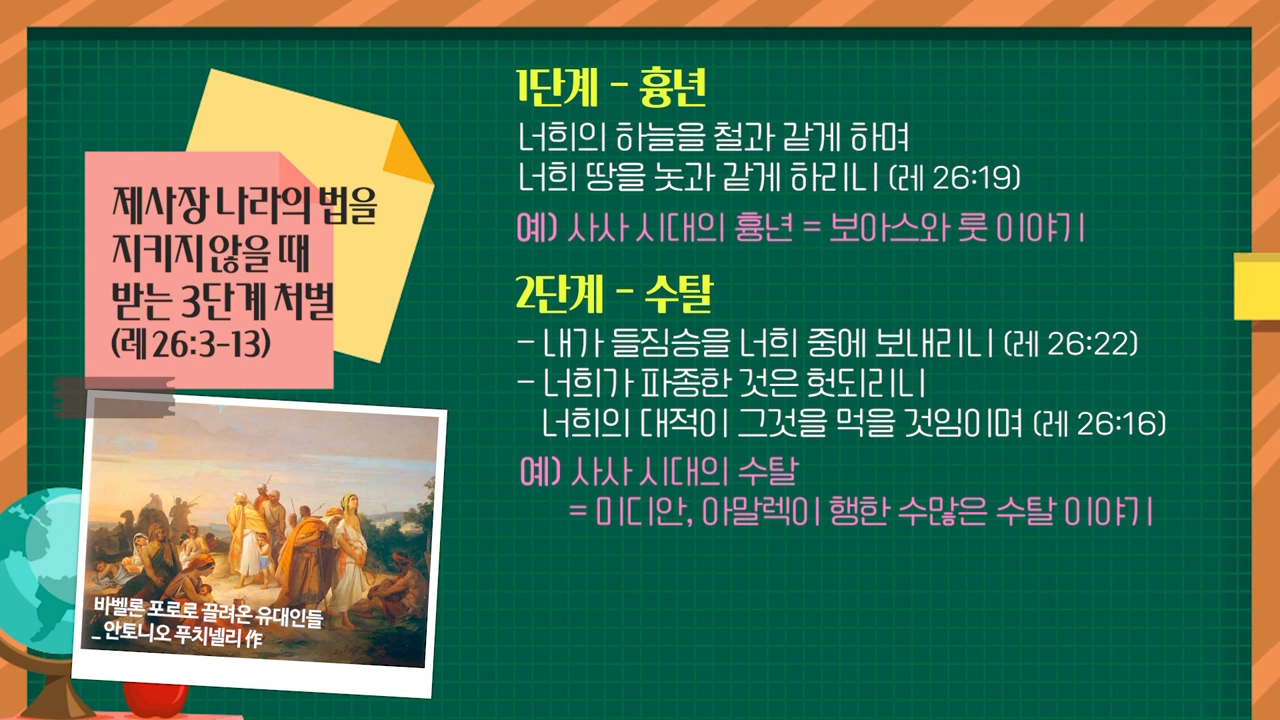 제사장 나라의 법을
지키지 않을 때
받는 3단계 처벌
(레 26:3-13)
바벨론 포로로 끌려온 유대인들
_ 안토니오 푸치넬리 作
1단계 - 흉년
너희의 하늘을 철과 같게 하며
너희 땅을 놋과 같게 하리니 (레 26:19)
예) 사사 시대의 흉년 = 보아스와 룻 이야기
2단계 - 수탈
- 내가 들짐승을 너희 중에 보내리니 (레 26:22)
- 너희가 파종한 것은 헛되리니
너희의 대적이 그것을 먹을 것임이며 (레 26:16)
예) 사사 시대의 수탈
= 미디안, 아말렉이 행한 수많은 수탈 이야기